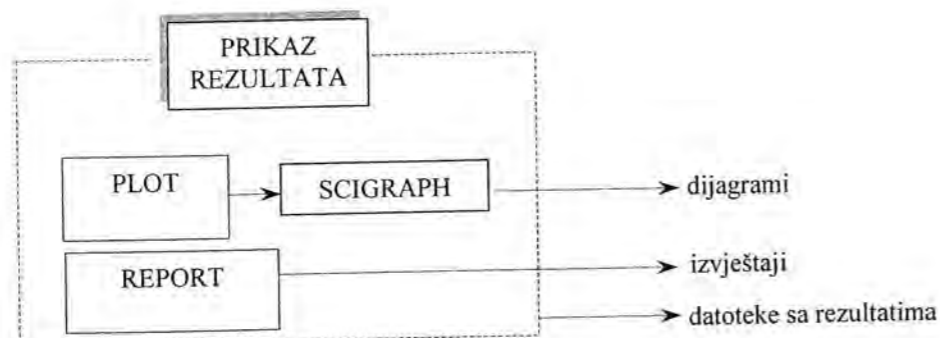 PRIKAZ
REZULTATA
PLOT
SCIGRAPH
dijagrami
REPORT
izvještaji
datoteke sa rezultatima